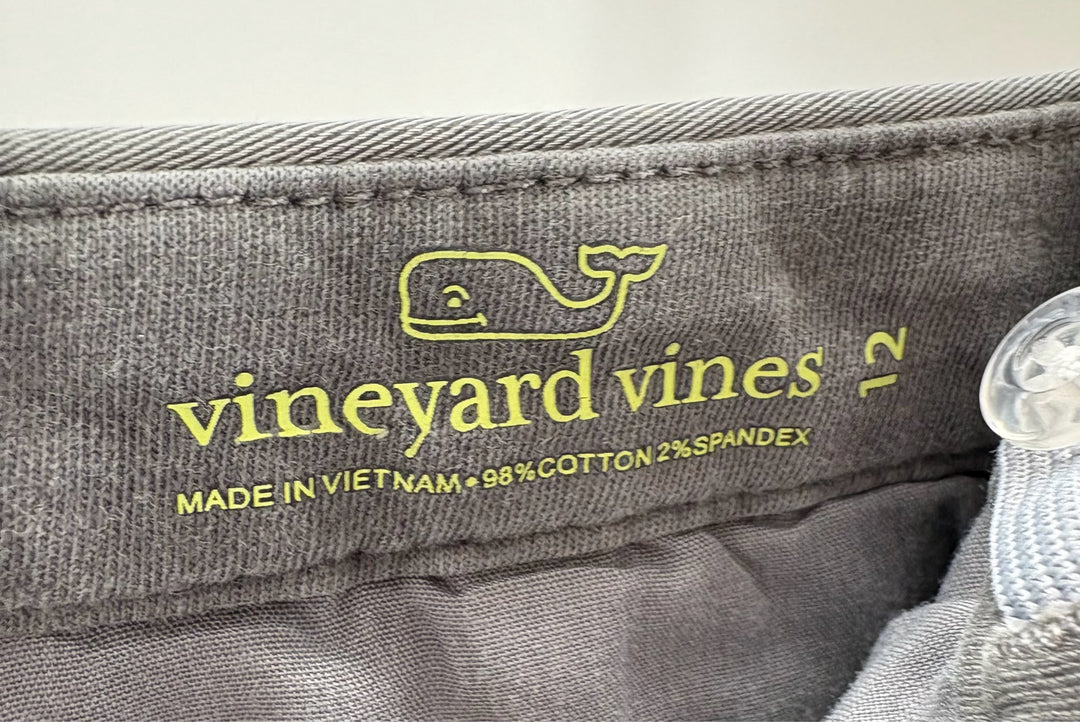 vineyard vines
12
MADE IN VIETNAM • 98% COTTON 2% SPANDEX